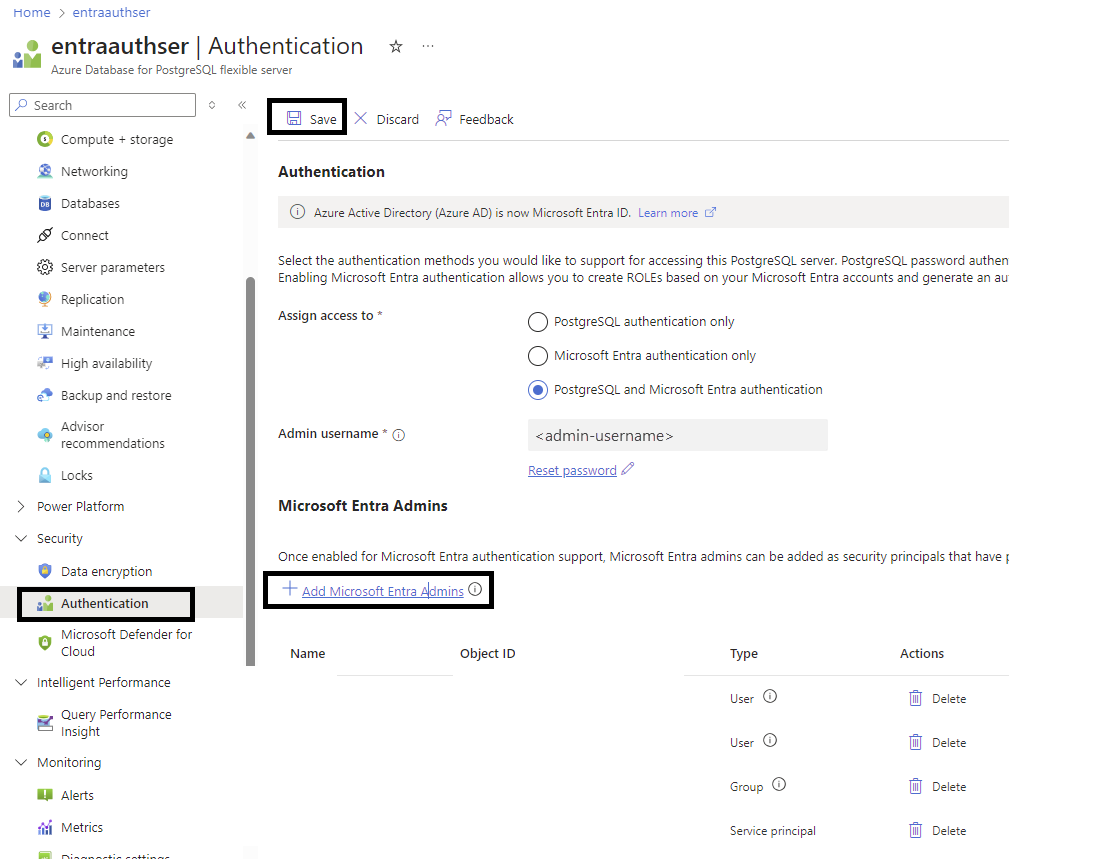 Home > entraauthser
entraauthser | Authentication
Azure Database for PostgreSQL flexible server
Search
Compute + storage
Networking
Databases
Connect
Server parameters
Replication
Maintenance
High availability
Backup and restore
Advisor
recommendations
Locks
Power Platform
Security
Data encryption
Authentication
Microsoft Defender for
Cloud
Intelligent Performance
Query Performance
Insight
Monitoring
Alerts
Metrics
Diagnostic settings
Save Discard Feedback
Authentication
Azure Active Directory (Azure AD) is now Microsoft Entra ID. Learn more
Select the authentication methods you would like to support for accessing this PostgreSQL server. PostgreSQL password authen
Enabling Microsoft Entra authentication allows you to create ROLEs based on your Microsoft Entra accounts and generate an au
Assign access to *
PostgreSQL authentication only
Microsoft Entra authentication only
PostgreSQL and Microsoft Entra authentication
Admin username * <admin-username>
Reset password
Microsoft Entra Admins
Once enabled for Microsoft Entra authentication support, Microsoft Entra admins can be added as security principals that have p
+ Add Microsoft Entra Admins
Name Object ID Type Actions
User Delete
User Delete
Group Delete
Service principal Delete